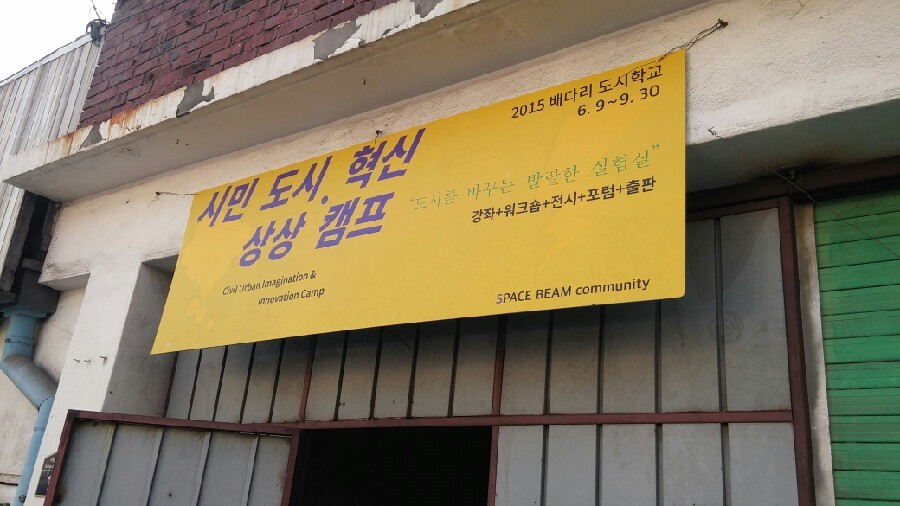 2015 배다리 도시학교
6. 9~9. 30
시민 도시. 혁신
상상 캠프
"도시를 바꾸는 발랄한 실험실"
강좌+워크숍+전시+포럼+출판
Civil Urban Imagination &
Innovation Camp
SPACE BEAM community